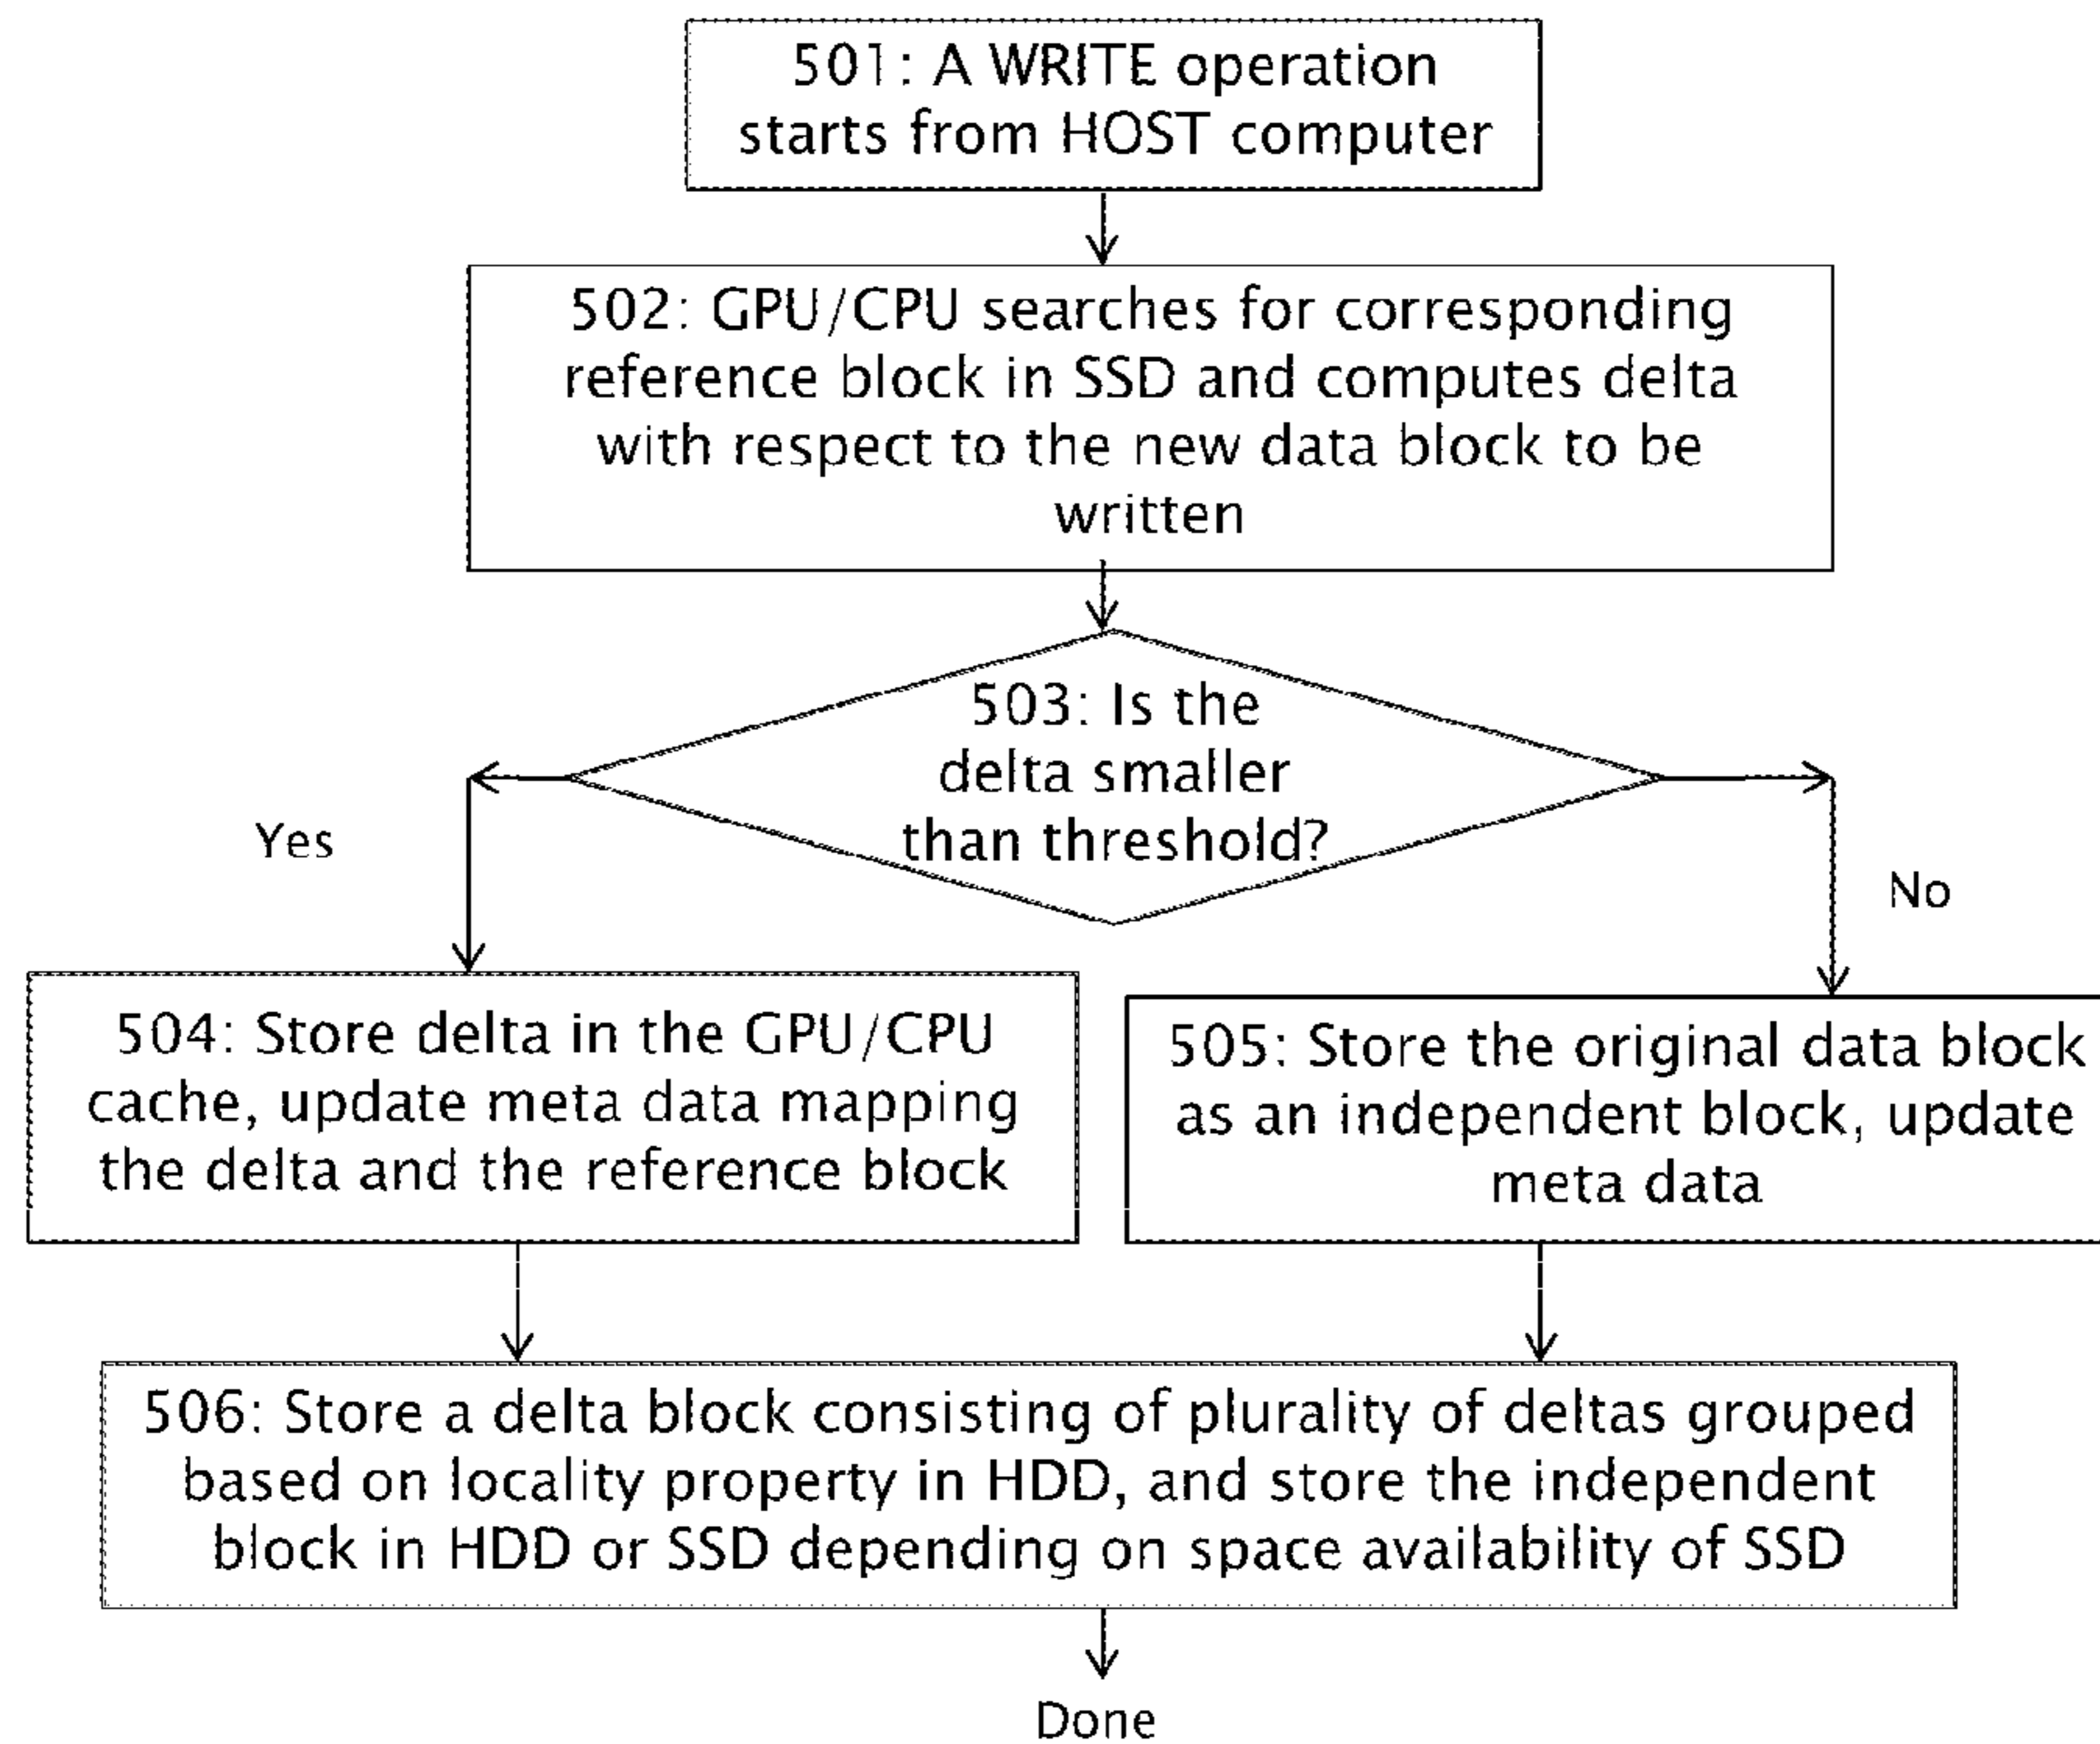 501: A WRITE operation
starts from HOST computer
502: GPU/CPU searches for corresponding
reference block in SSD and computes delta
with respect to the new data block to be
written
503: Is the
delta smaller
than threshold?
Yes
No
504: Store delta in the GPU/CPU
cache, update meta data mapping
the delta and the reference block
505: Store the original data block
as an independent block, update
meta data
506: Store a delta block consisting of plurality of deltas grouped
based on locality property in HDD, and store the independent
block in HDD or SSD depending on space availability of SSD
Done